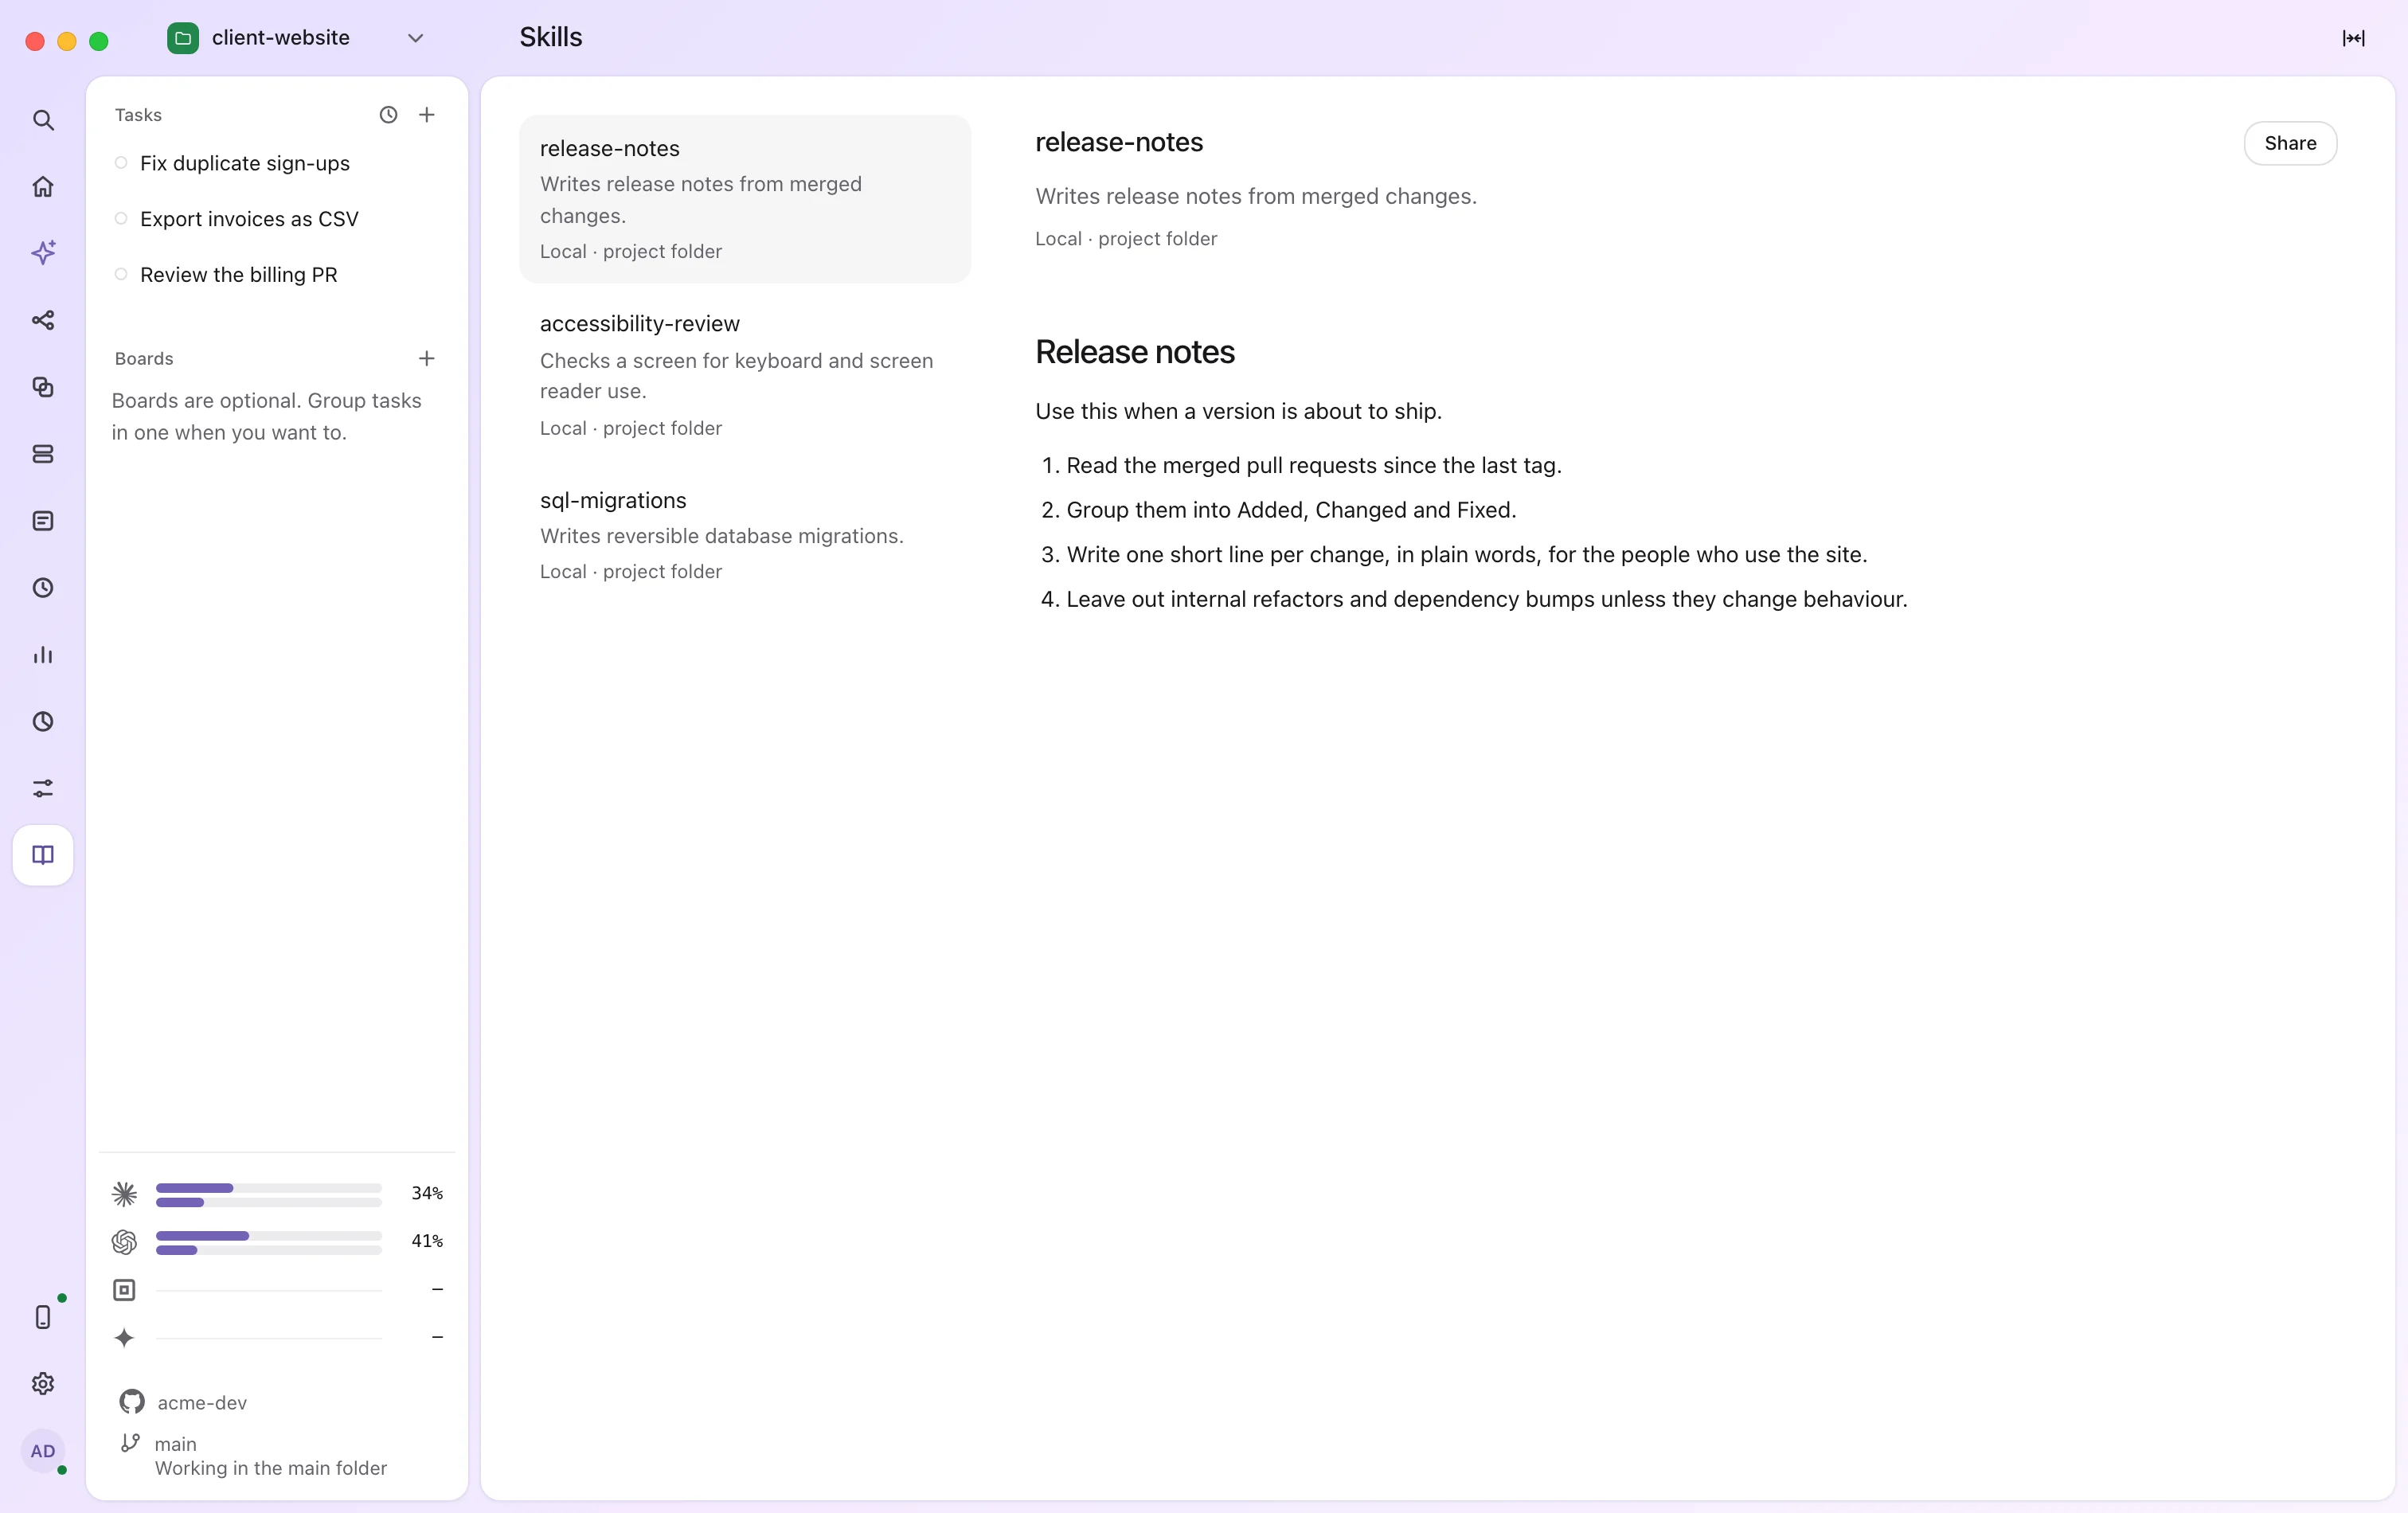 client-website
Skills
Tasks
Fix duplicate sign-ups
Export invoices as CSV
Review the billing PR
Boards
Boards are optional. Group tasks
in one when you want to.
34%
41%
–
–
acme-dev
main
Working in the main folder
AD
release-notes
Writes release notes from merged
changes.
Local · project folder
accessibility-review
Checks a screen for keyboard and screen
reader use.
Local · project folder
sql-migrations
Writes reversible database migrations.
Local · project folder
release-notes
Share
Writes release notes from merged changes.
Local · project folder
Release notes
Use this when a version is about to ship.
1. Read the merged pull requests since the last tag.
2. Group them into Added, Changed and Fixed.
3. Write one short line per change, in plain words, for the people who use the site.
4. Leave out internal refactors and dependency bumps unless they change behaviour.